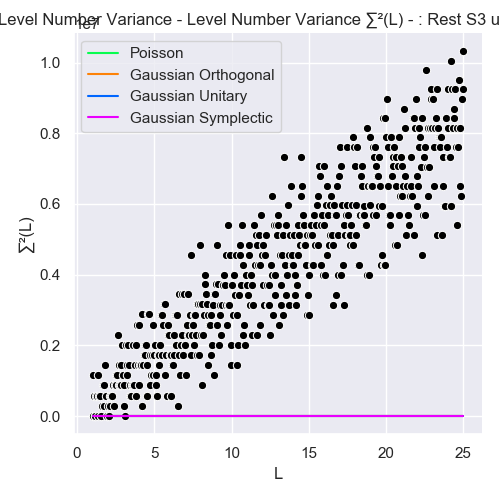 Level Number Variance - Level Number Variance ∑²(L) - : Rest S3 u
1e7
Poisson
Gaussian Orthogonal
Gaussian Unitary
Gaussian Symplectic
1.0
0.8
0.6
0.4
0.2
0.0
∑²(L)
0 5 10 15 20 25
L